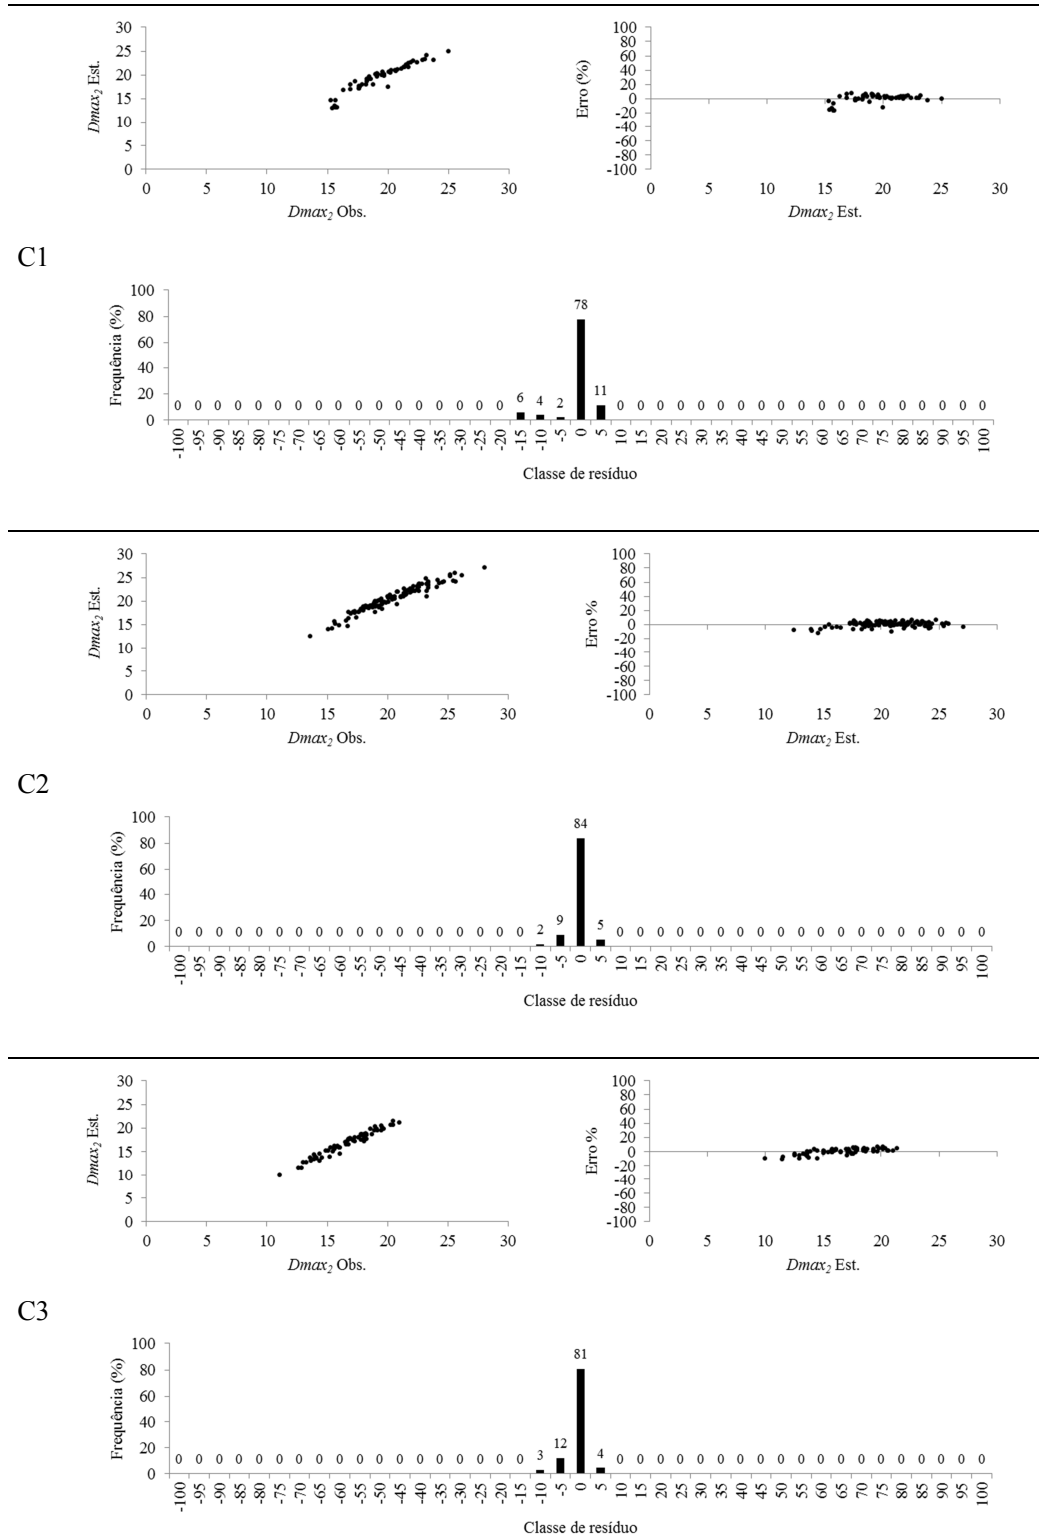 30
25
20
15
10
5
0
Dmax2 Est.
0 5 10 15 20 25 30
Dmax2 Obs.
100
80
60
40
20
0
-20
-40
-60
-80
-100
Erro (%)
0 5 10 15 20 25 30
Dmax2 Est.
C1
100
80
60
40
20
0
Frequência (%)
0 0 0 0 0 0 0 0 0 0 0 0 0 0 0 0 0 6 4 2 78 11 0 0 0 0 0 0 0 0 0 0 0 0 0 0 0 0 0 0 0
-100 -95 -90 -85 -80 -75 -70 -65 -60 -55 -50 -45 -40 -35 -30 -25 -20 -15 -10 -5 0 5 10 15 20 25 30 35 40 45 50 55 60 65 70 75 80 85 90 95 100
Classe de resíduo
30
25
20
15
10
5
0
Dmax2 Est.
0 5 10 15 20 25 30
Dmax2 Obs.
100
80
60
40
20
0
-20
-40
-60
-80
-100
Erro %
0 5 10 15 20 25 30
Dmax2 Est.
C2
100
80
60
40
20
0
Frequência (%)
0 0 0 0 0 0 0 0 0 0 0 0 0 0 0 0 0 0 2 9 84 5 0 0 0 0 0 0 0 0 0 0 0 0 0 0 0 0 0 0 0
-100 -95 -90 -85 -80 -75 -70 -65 -60 -55 -50 -45 -40 -35 -30 -25 -20 -15 -10 -5 0 5 10 15 20 25 30 35 40 45 50 55 60 65 70 75 80 85 90 95 100
Classe de resíduo
30
25
20
15
10
5
0
Dmax2 Est.
0 5 10 15 20 25 30
Dmax2 Obs.
100
80
60
40
20
0
-20
-40
-60
-80
-100
Erro %
0 5 10 15 20 25 30
Dmax2 Est.
C3
100
80
60
40
20
0
Frequência (%)
0 0 0 0 0 0 0 0 0 0 0 0 0 0 0 0 0 0 3 12 81 4 0 0 0 0 0 0 0 0 0 0 0 0 0 0 0 0 0 0 0
-100 -95 -90 -85 -80 -75 -70 -65 -60 -55 -50 -45 -40 -35 -30 -25 -20 -15 -10 -5 0 5 10 15 20 25 30 35 40 45 50 55 60 65 70 75 80 85 90 95 100
Classe de resíduo